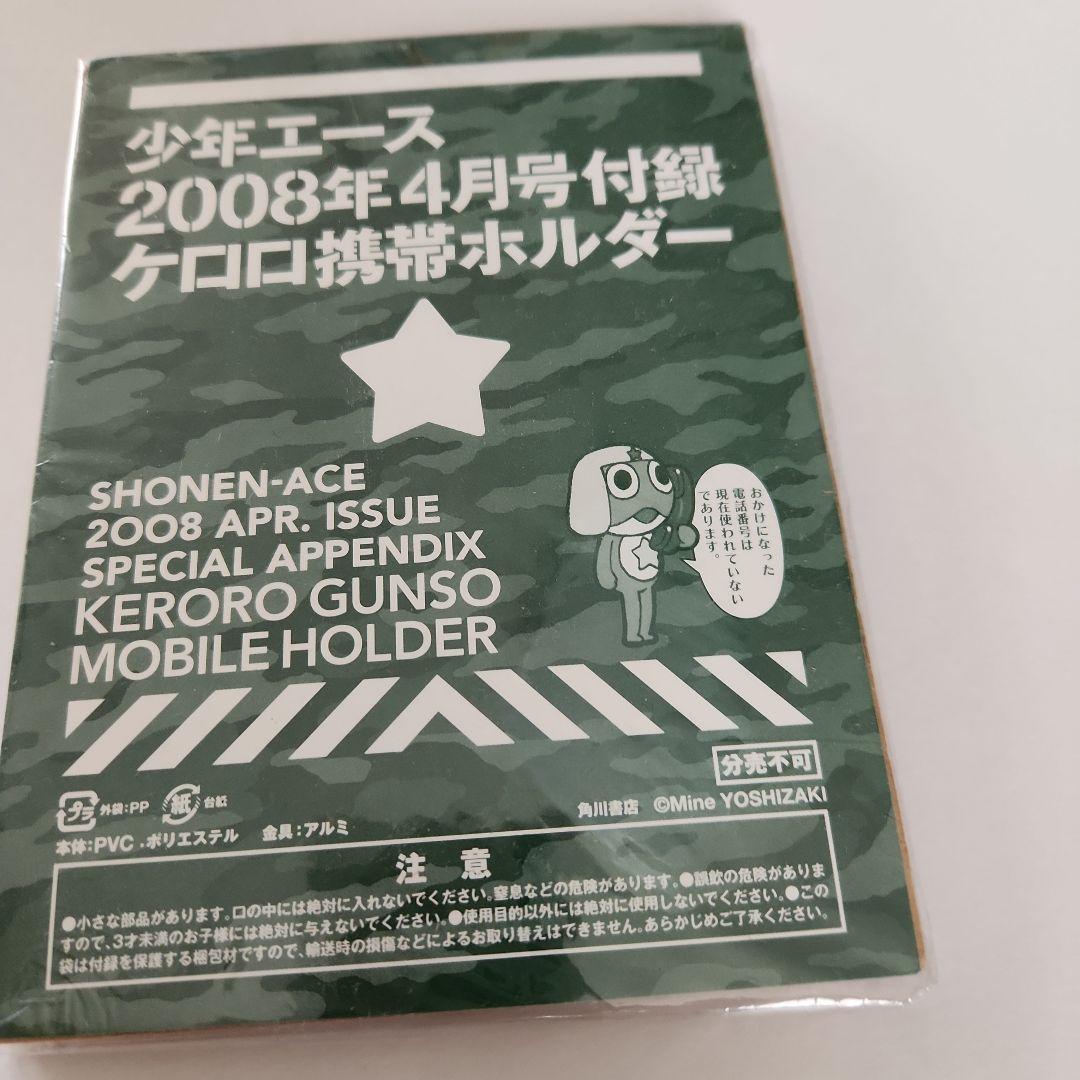 少年エース
2008年4月号付録
ケロロ携帯ホルダー
SHONEN-ACE
2008 APR. ISSUE
SPECIAL APPENDIX
KERORO GUNSO
MOBILE HOLDER
おかけになった
電話番号は
現在使われていない
であります。
分売不可
プラ 外袋:PP 紙 台紙
角川書店 ©Mine YOSHIZAKI
本体:PVC.ポリエステル 金具:アルミ
注意
●小さな部品があります。口の中には絶対に入れないでください。窒息などの危険があります。●誤飲の危険がありま
すので、3才未満のお子様には絶対に与えないでください。●使用目的以外には絶対に使用しないでください。●この
袋は付録を保護する梱包材ですので、輸送時の損傷などによるお取り替えはできません。あらかじめご了承ください。